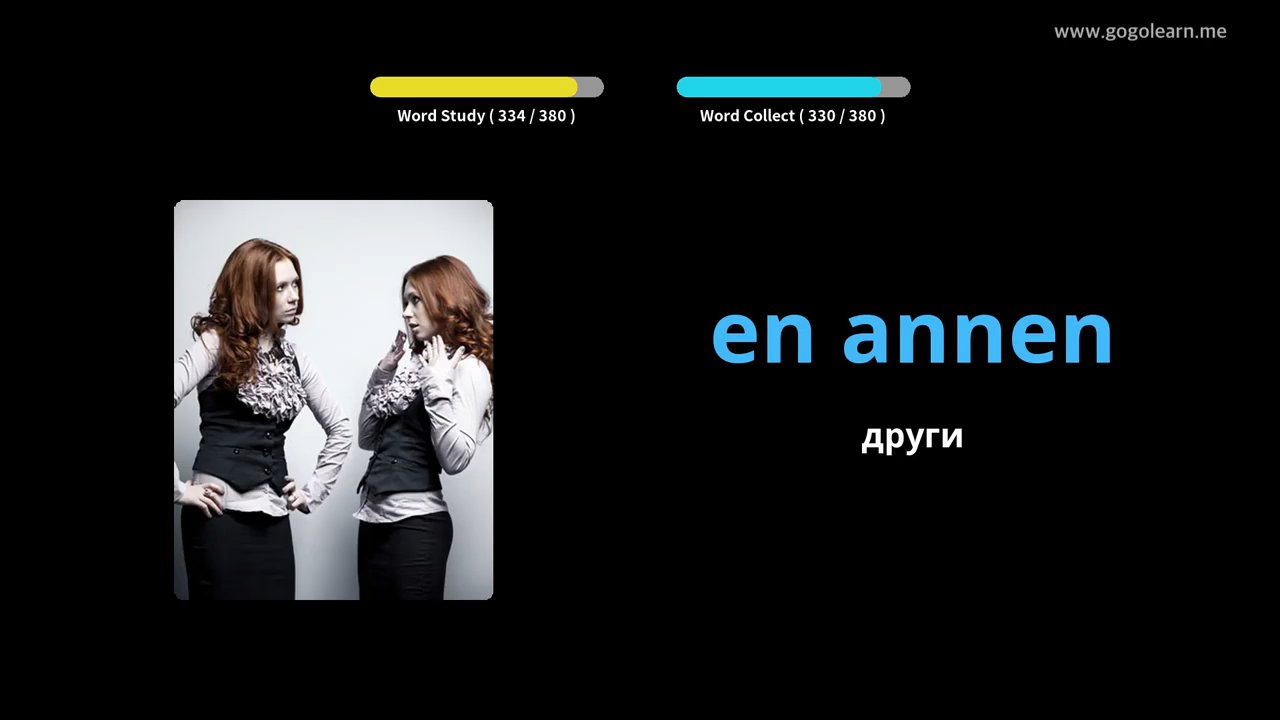 www.gogolearn.me
Word Study ( 334 / 380 )
Word Collect ( 330 / 380 )
en annen
други